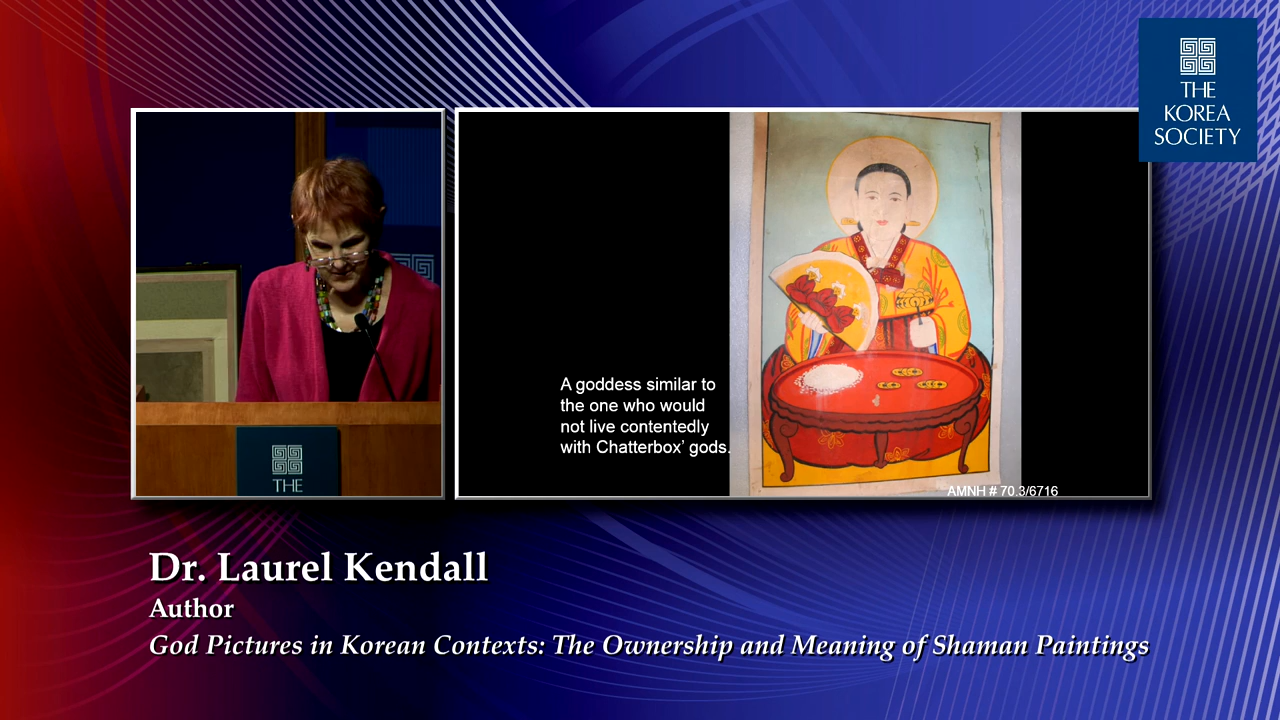 THE
KOREA
SOCIETY
A goddess similar to
the one who would
not live contentedly
with Chatterbox’ gods.
AMNH # 70.3/6716
THE
Dr. Laurel Kendall
Author
God Pictures in Korean Contexts: The Ownership and Meaning of Shaman Paintings